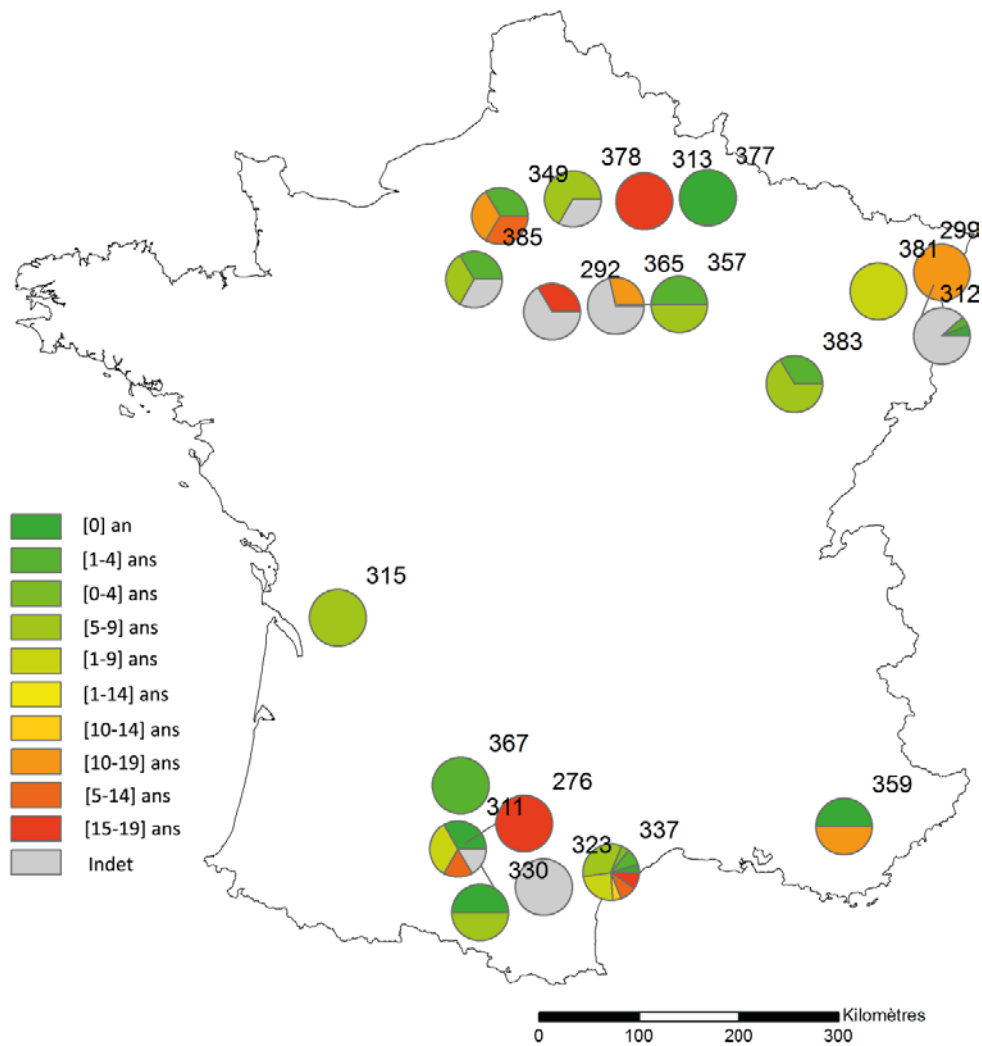 378
313
377
349
385
299
381
292
365
357
312
383
[0] an
[1-4] ans
[0-4] ans
[5-9] ans
[1-9] ans
[1-14] ans
[10-14] ans
[10-19] ans
[5-14] ans
[15-19] ans
Indet
315
367
276
311
359
337
323
330
Kilomètres
0 100 200 300